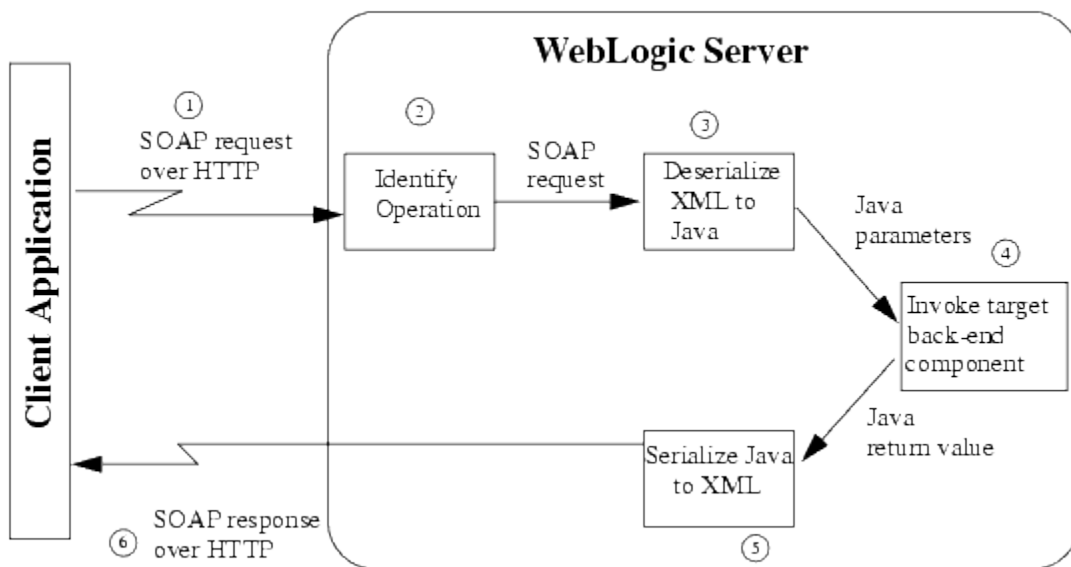 WebLogic Server
Client Application
1
SOAP request
over HTTP
2
Identify
Operation
SOAP
request
3
Deserialize
XML to
Java
Java
parameters
4
Invoke target
back-end
component
Java
return value
Serialize Java
to XML
5
6
SOAP response
over HTTP